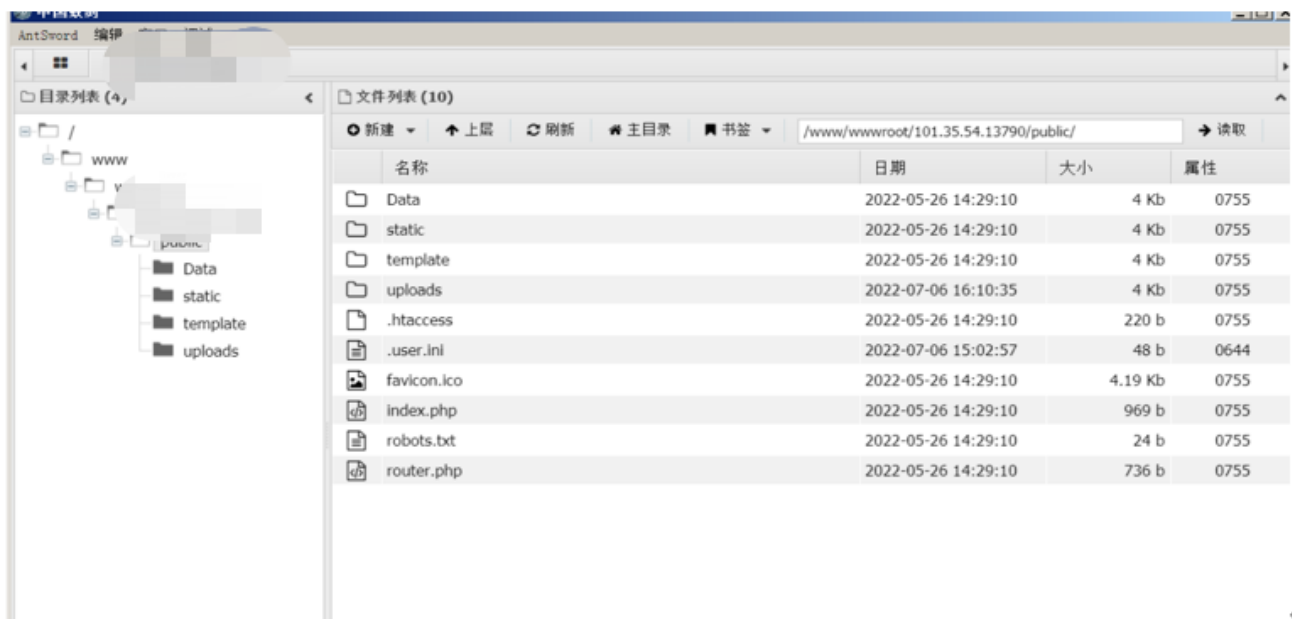 AntSword 编辑
目录列表 (4)
文件列表 (10)
新建 上层 刷新 主目录 书签 /www/wwwroot/101.35.54.13790/public/ 读取
/
www
w
public
Data
static
template
uploads
名称 日期 大小 属性
Data 2022-05-26 14:29:10 4 Kb 0755
static 2022-05-26 14:29:10 4 Kb 0755
template 2022-05-26 14:29:10 4 Kb 0755
uploads 2022-07-06 16:10:35 4 Kb 0755
.htaccess 2022-05-26 14:29:10 220 b 0755
.user.ini 2022-07-06 15:02:57 48 b 0644
favicon.ico 2022-05-26 14:29:10 4.19 Kb 0755
index.php 2022-05-26 14:29:10 969 b 0755
robots.txt 2022-05-26 14:29:10 24 b 0755
router.php 2022-05-26 14:29:10 736 b 0755